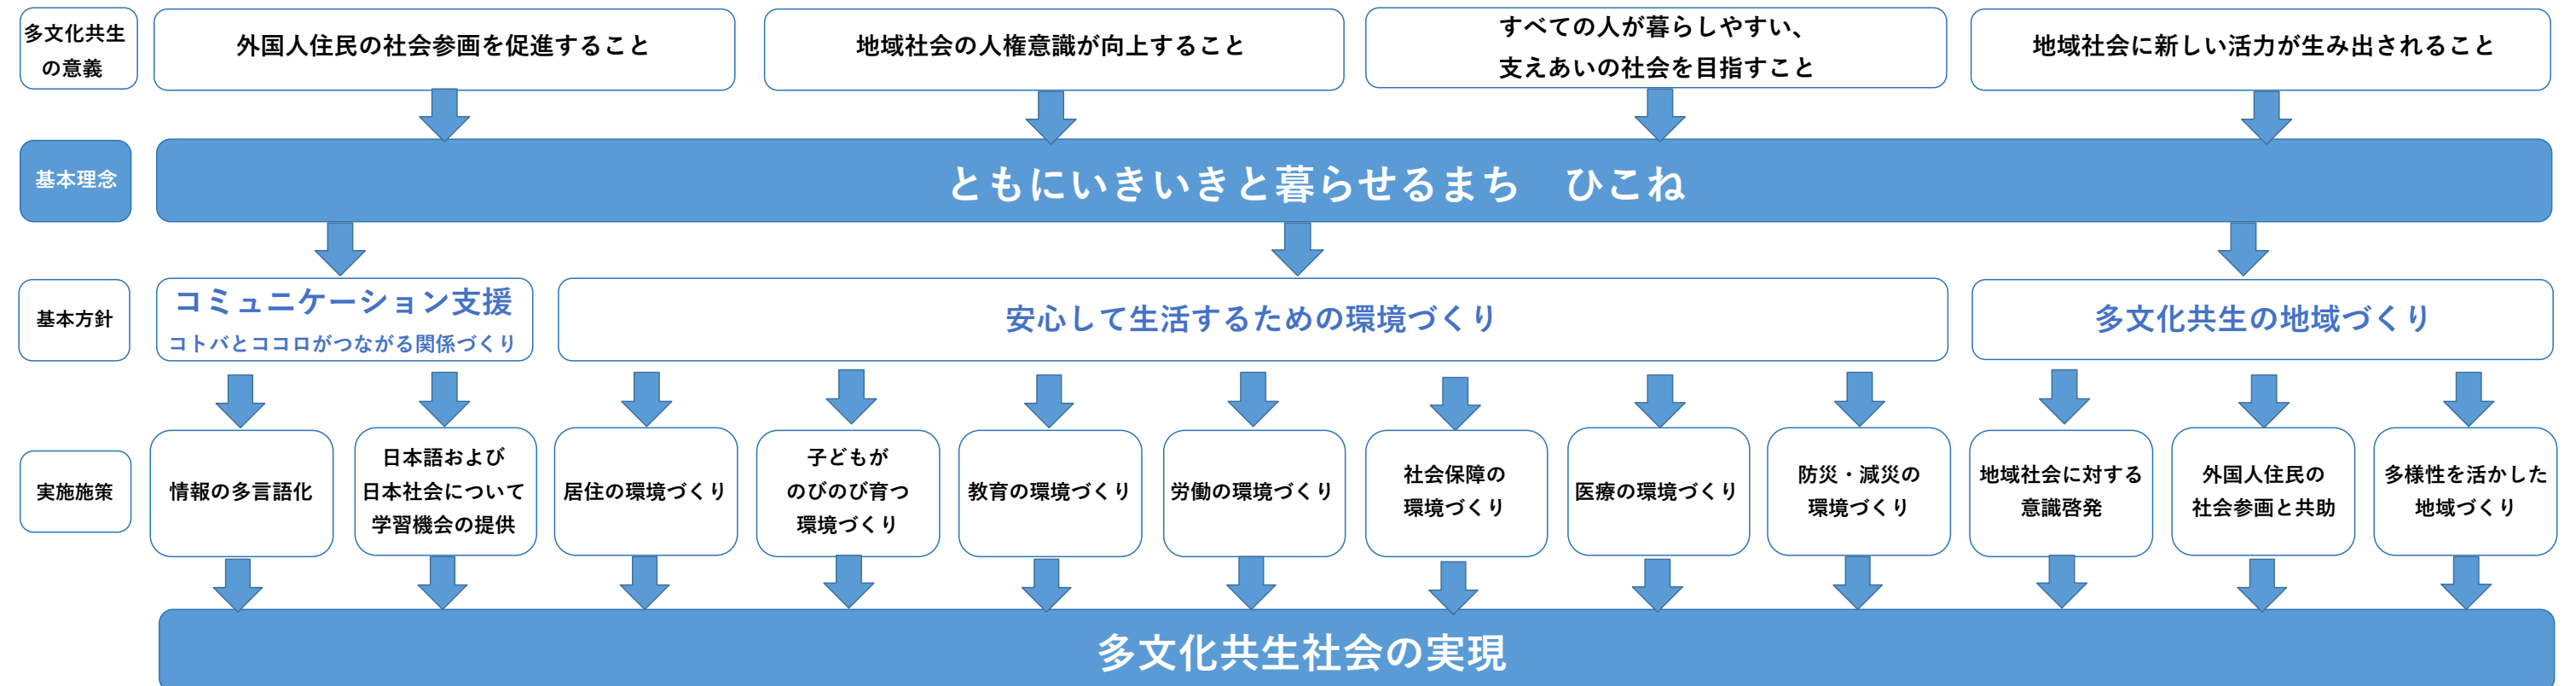 多文化共生
の意義
外国人住民の社会参画を促進すること
地域社会の人権意識が向上すること
すべての人が暮らしやすい、
支えあいの社会を目指すこと
地域社会に新しい活力が生み出されること
基本理念
ともにいきいきと暮らせるまち　ひこね
基本方針
コミュニケーション支援
コトバとココロがつながる関係づくり
安心して生活するための環境づくり
多文化共生の地域づくり
実施施策
情報の多言語化
日本語および
日本社会について
学習機会の提供
居住の環境づくり
子どもが
のびのび育つ
環境づくり
教育の環境づくり
労働の環境づくり
社会保障の
環境づくり
医療の環境づくり
防災・減災の
環境づくり
地域社会に対する
意識啓発
外国人住民の
社会参画と共助
多様性を活かした
地域づくり
多文化共生社会の実現